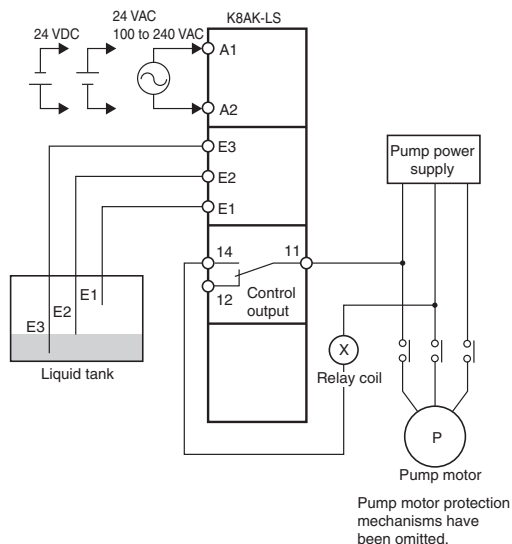 24 VDC
24 VAC
100 to 240 VAC
K8AK-LS
A1
A2
E3
E2
E1
14
11
12
Control
output
Pump power
supply
E1
E2
E3
Liquid tank
X
Relay coil
P
Pump motor
Pump motor protection
mechanisms have
been omitted.